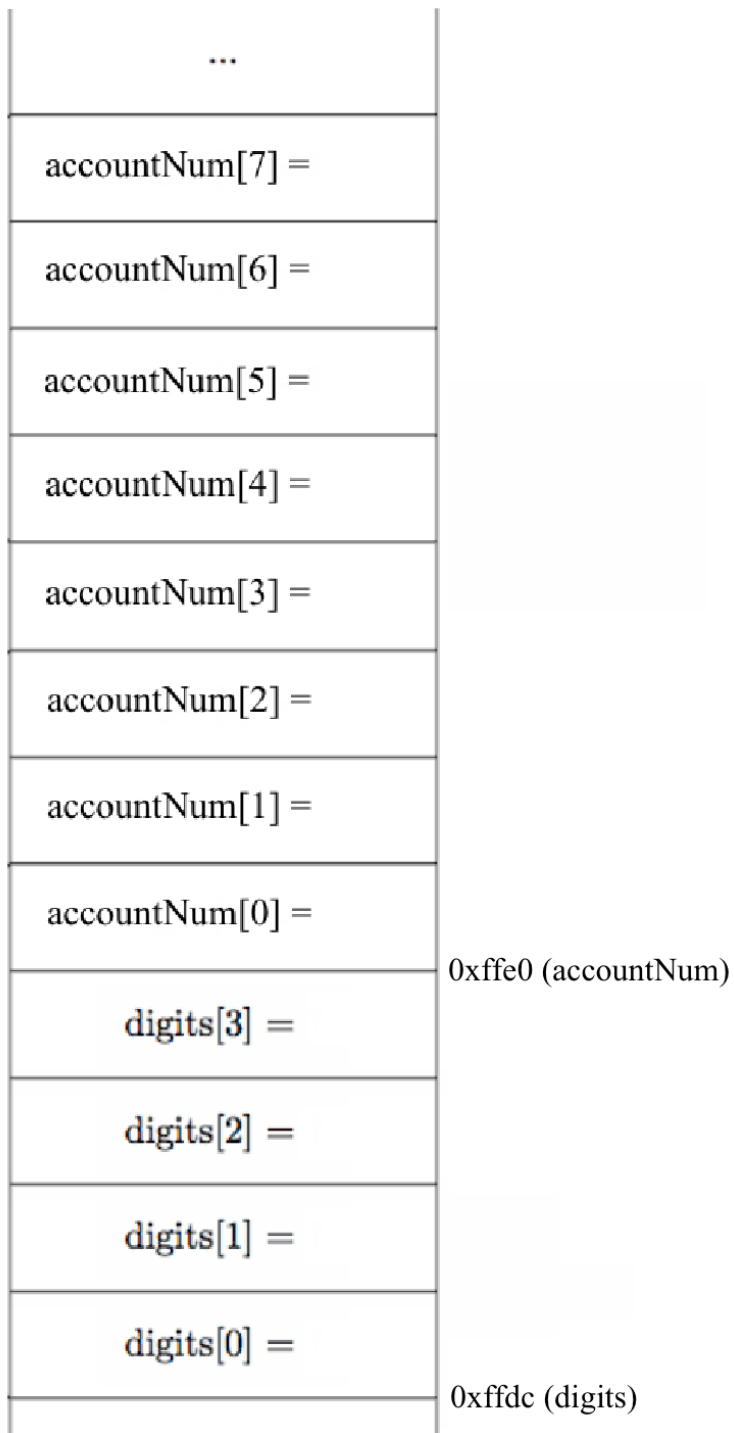 ...
accountNum[7] =
accountNum[6] =
accountNum[5] =
accountNum[4] =
accountNum[3] =
accountNum[2] =
accountNum[1] =
accountNum[0] =
0xffe0 (accountNum)
digits[3] =
digits[2] =
digits[1] =
digits[0] =
0xffdc (digits)